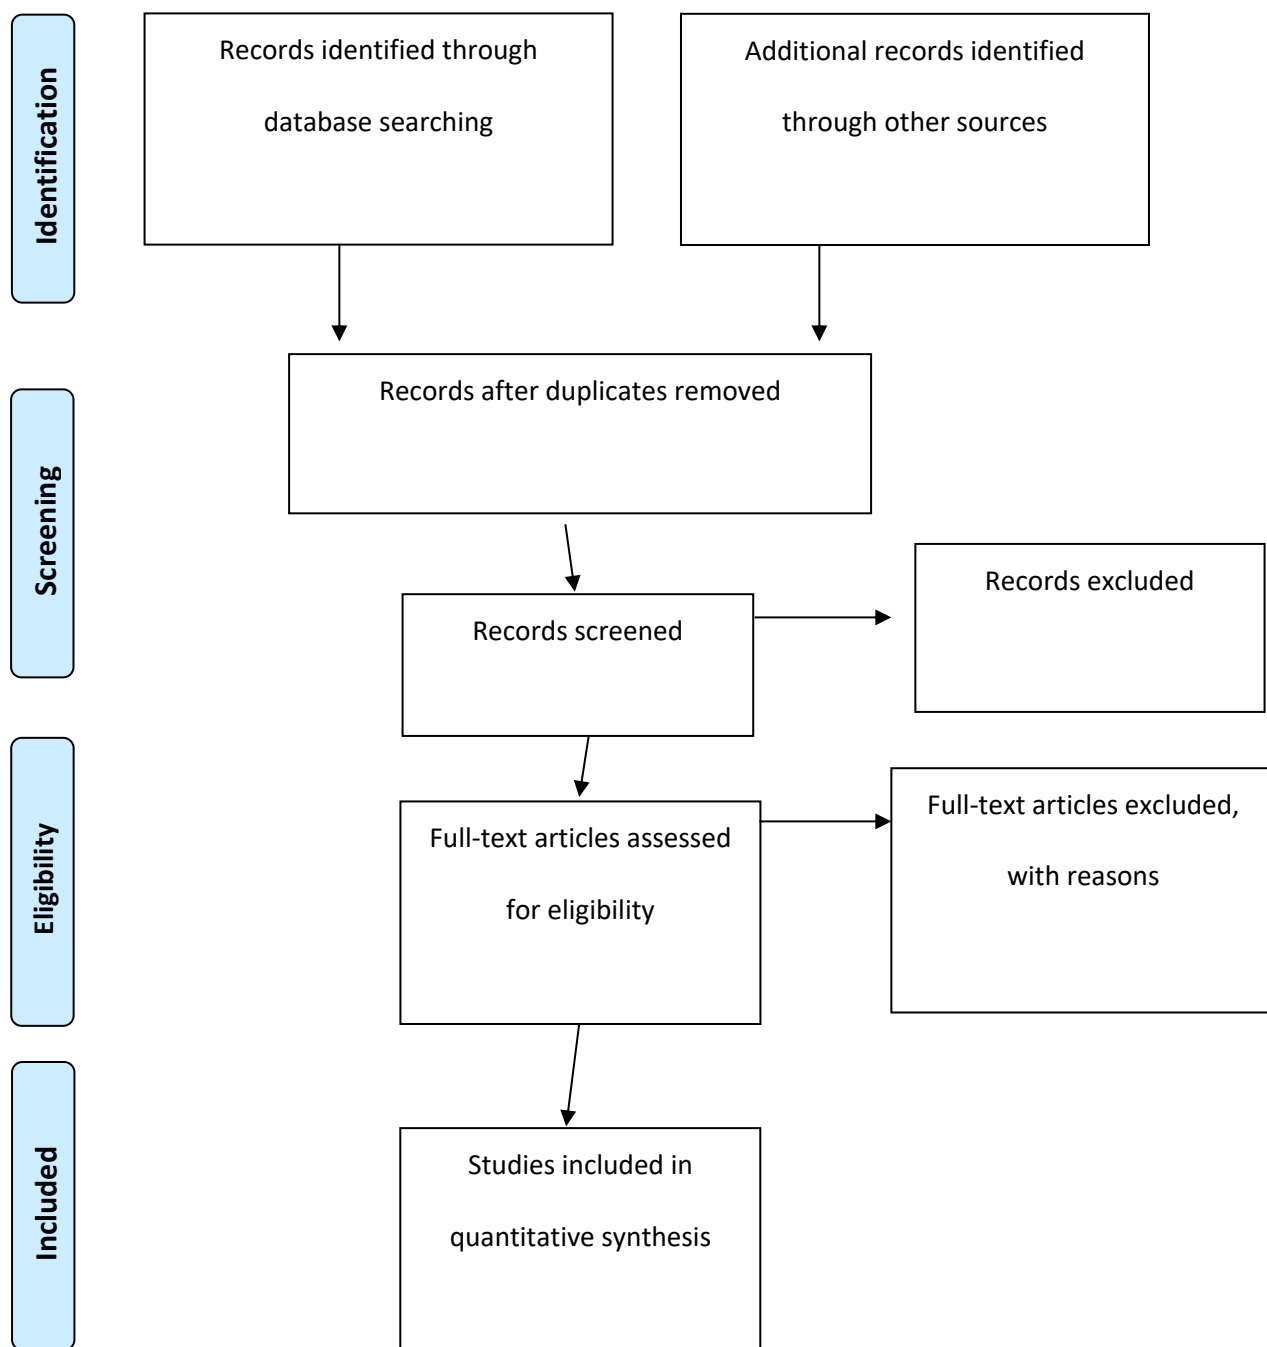 Identification
Records identified through
database searching
Additional records identified
through other sources
Screening
Records after duplicates removed
Records screened
Records excluded
Eligibility
Full-text articles assessed
for eligibility
Full-text articles excluded,
with reasons
Included
Studies included in
quantitative synthesis